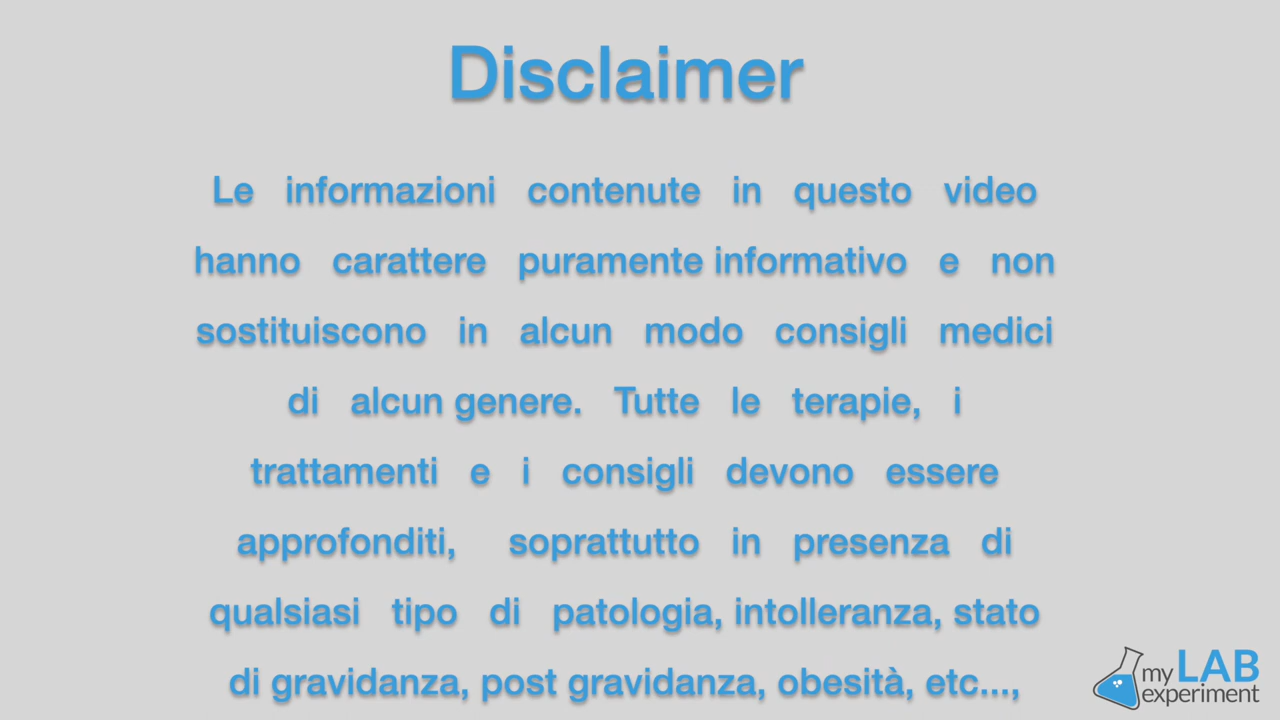 Disclaimer
Le informazioni contenute in questo video
hanno carattere puramente informativo e non
sostituiscono in alcun modo consigli medici
di alcun genere. Tutte le terapie, i
trattamenti e i consigli devono essere
approfonditi, soprattutto in presenza di
qualsiasi tipo di patologia, intolleranza, stato
di gravidanza, post gravidanza, obesità, etc...,
my LAB
experiment